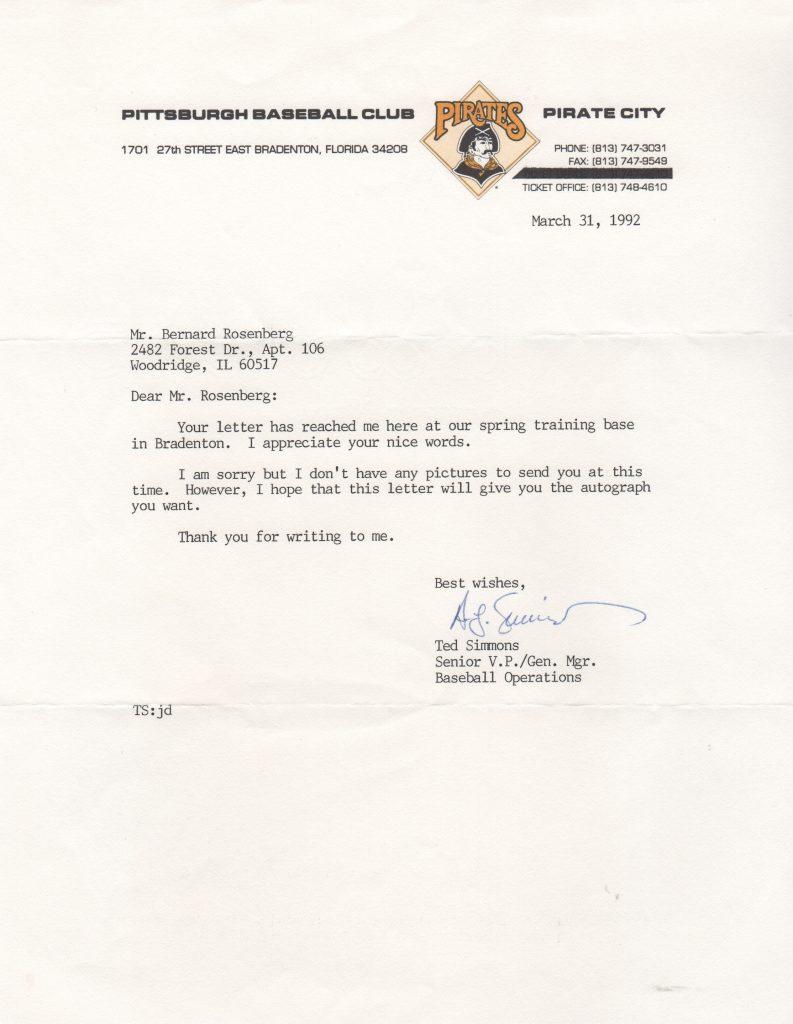 PITTSBURGH BASEBALL CLUB PIRATES PIRATE CITY
1701 27th STREET EAST BRADENTON, FLORIDA 34208
PHONE: (813) 747-3031
FAX: (813) 747-9549
TICKET OFFICE: (813) 748-4610
March 31, 1992
Mr. Bernard Rosenberg
2482 Forest Dr., Apt. 106
Woodridge, IL 60517
Dear Mr. Rosenberg:
Your letter has reached me here at our spring training base
in Bradenton. I appreciate your nice words.
I am sorry but I don't have any pictures to send you at this
time. However, I hope that this letter will give you the autograph
you want.
Thank you for writing to me.
Best wishes,
Ted Simmons
Senior V.P./Gen. Mgr.
Baseball Operations
TS:jd